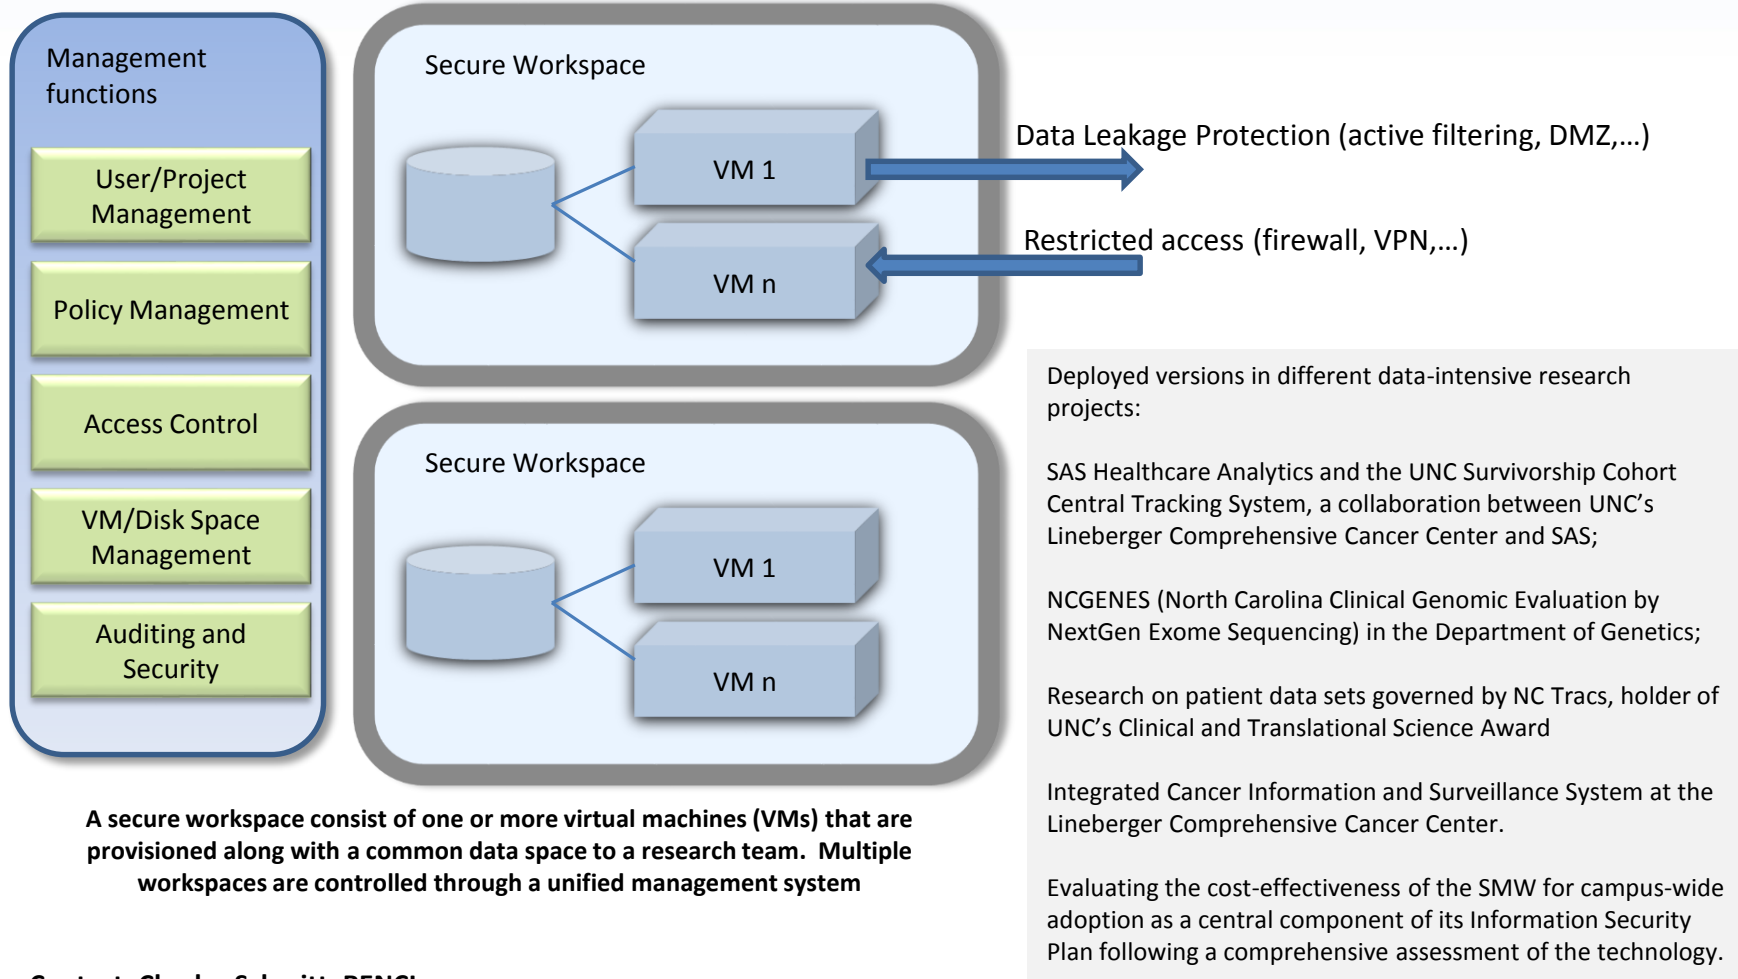 Management
functions
User/Project
Management
Policy Management
Access Control
VM/Disk Space
Management
Auditing and
Security
Secure Workspace
VM 1
VM n
Data Leakage Protection (active filtering, DMZ,...)
Restricted access (firewall, VPN,...)
Secure Workspace
VM 1
VM n
A secure workspace consist of one or more virtual machines (VMs) that are
provisioned along with a common data space to a research team.  Multiple
workspaces are controlled through a unified management system
Deployed versions in different data-intensive research
projects:
SAS Healthcare Analytics and the UNC Survivorship Cohort
Central Tracking System, a collaboration between UNC’s
Lineberger Comprehensive Cancer Center and SAS;
NCGENES (North Carolina Clinical Genomic Evaluation by
NextGen Exome Sequencing) in the Department of Genetics;
Research on patient data sets governed by NC Tracs, holder of
UNC’s Clinical and Translational Science Award
Integrated Cancer Information and Surveillance System at the
Lineberger Comprehensive Cancer Center.
Evaluating the cost-effectiveness of the SMW for campus-wide
adoption as a central component of its Information Security
Plan following a comprehensive assessment of the technology.